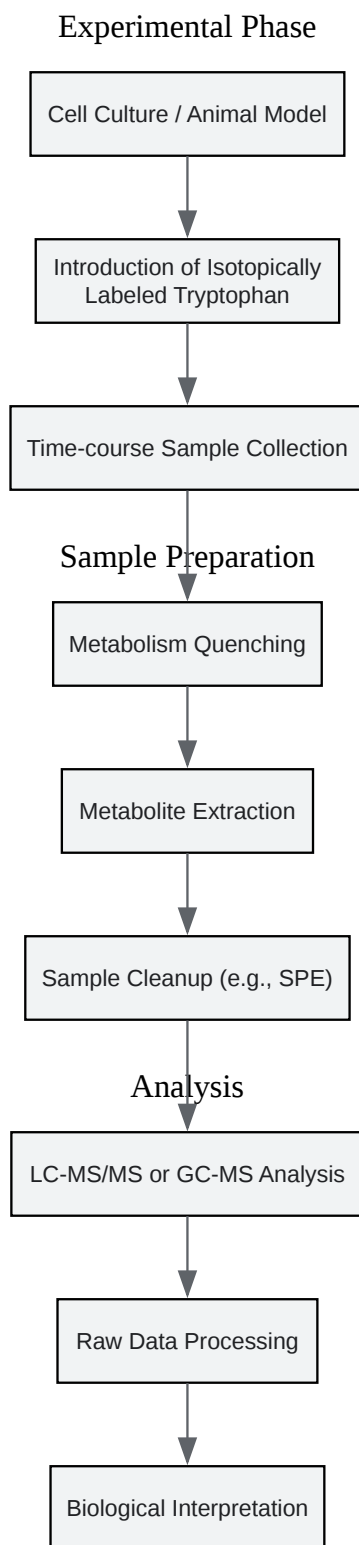 Experimental Phase
Cell Culture / Animal Model
Introduction of Isotopically
Labeled Tryptophan
Time-course Sample Collection
Sample Preparation
Metabolism Quenching
Metabolite Extraction
Sample Cleanup (e.g., SPE)
Analysis
LC-MS/MS or GC-MS Analysis
Raw Data Processing
Biological Interpretation